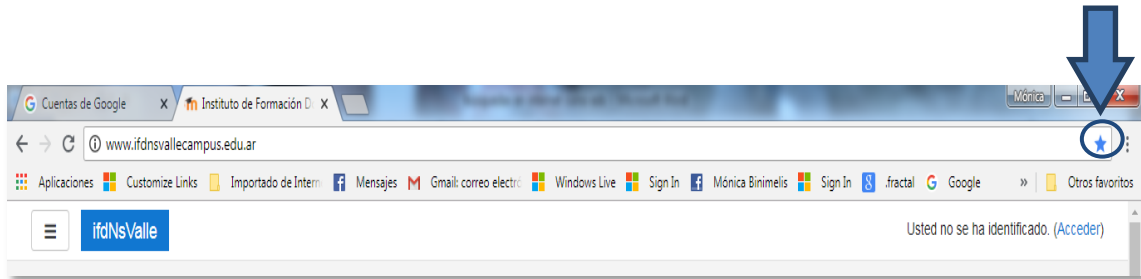 Mónica
Cuentas de Google x Instituto de Formación D x
www.ifdnsvallecampus.edu.ar
Aplicaciones Customize Links Importado de Intern Mensajes Gmail: correo electró Windows Live Sign In Mónica Binimelis Sign In .fractal Google » Otros favoritos
ifdNsValle Usted no se ha identificado. (Acceder)